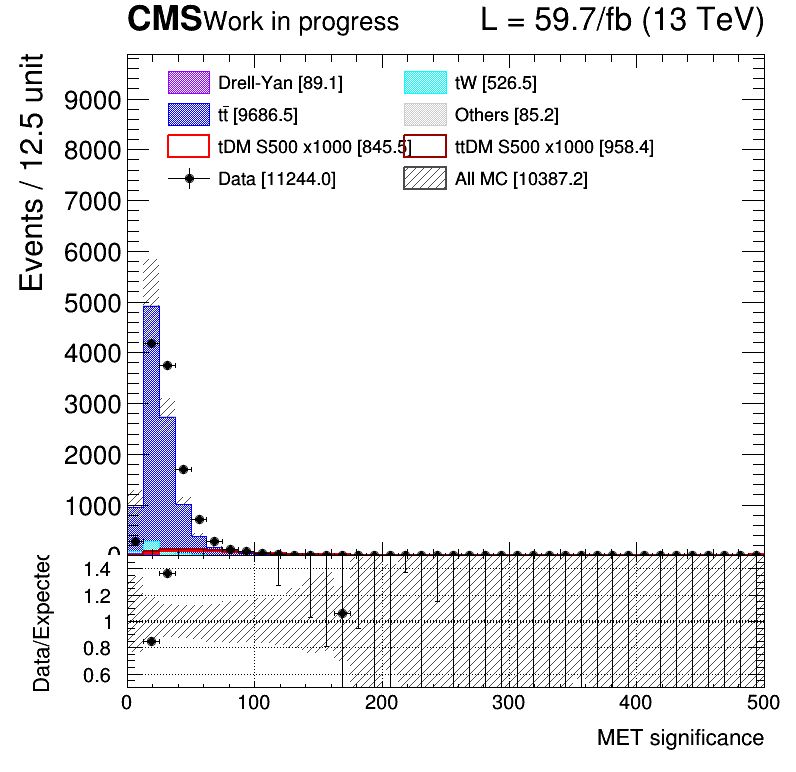 CMS Work in progress L = 59.7/fb (13 TeV)
Events / 12.5 unit
Drell-Yan [89.1] tW [526.5]
tt̄ [9686.5] Others [85.2]
tDM S500 x1000 [845.5] ttDM S500 x1000 [958.4]
Data [11244.0] All MC [10387.2]
9000
8000
7000
6000
5000
4000
3000
2000
1000
0
Data/Expected
1.4
1.2
1
0.8
0.6
0 100 200 300 400 500
MET significance